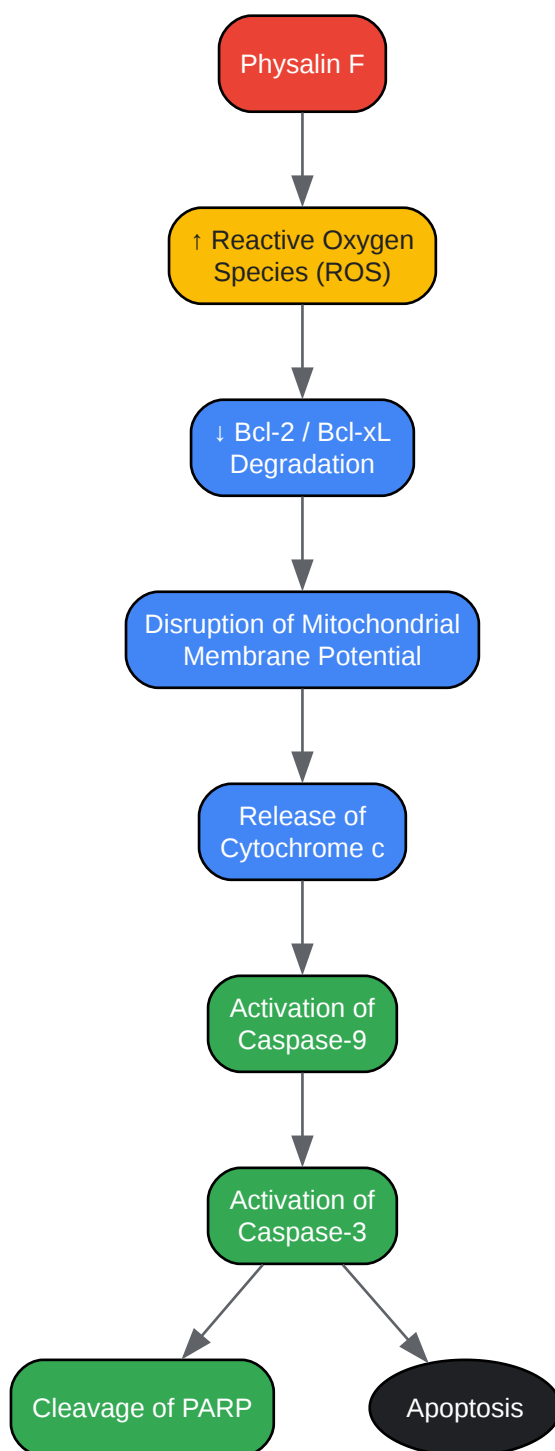 Physalin F
↑ Reactive Oxygen
Species (ROS)
↓ Bcl-2 / Bcl-xL
Degradation
Disruption of Mitochondrial
Membrane Potential
Release of
Cytochrome c
Activation of
Caspase-9
Activation of
Caspase-3
Cleavage of PARP
Apoptosis